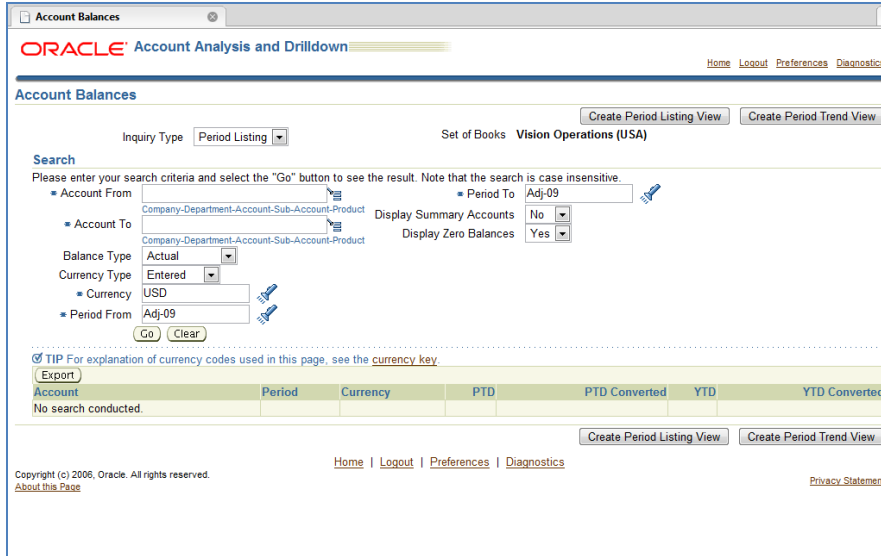 Account Balances
ORACLE Account Analysis and Drilldown
Home Logout Preferences Diagnostics
Account Balances
Create Period Listing View Create Period Trend View
Inquiry Type Period Listing Set of Books Vision Operations (USA)
Search
Please enter your search criteria and select the "Go" button to see the result. Note that the search is case insensitive.
* Account From * Period To Adj-09
Company-Department-Account-Sub-Account-Product Display Summary Accounts No
* Account To
Company-Department-Account-Sub-Account-Product Display Zero Balances Yes
Balance Type Actual
Currency Type Entered
* Currency USD
* Period From Adj-09
Go Clear
TIP For explanation of currency codes used in this page, see the currency key.
Export
Account Period Currency PTD PTD Converted YTD YTD Converted
No search conducted.
Create Period Listing View Create Period Trend View
Home | Logout | Preferences | Diagnostics
Copyright (c) 2006, Oracle. All rights reserved.
About this Page Privacy Statemen